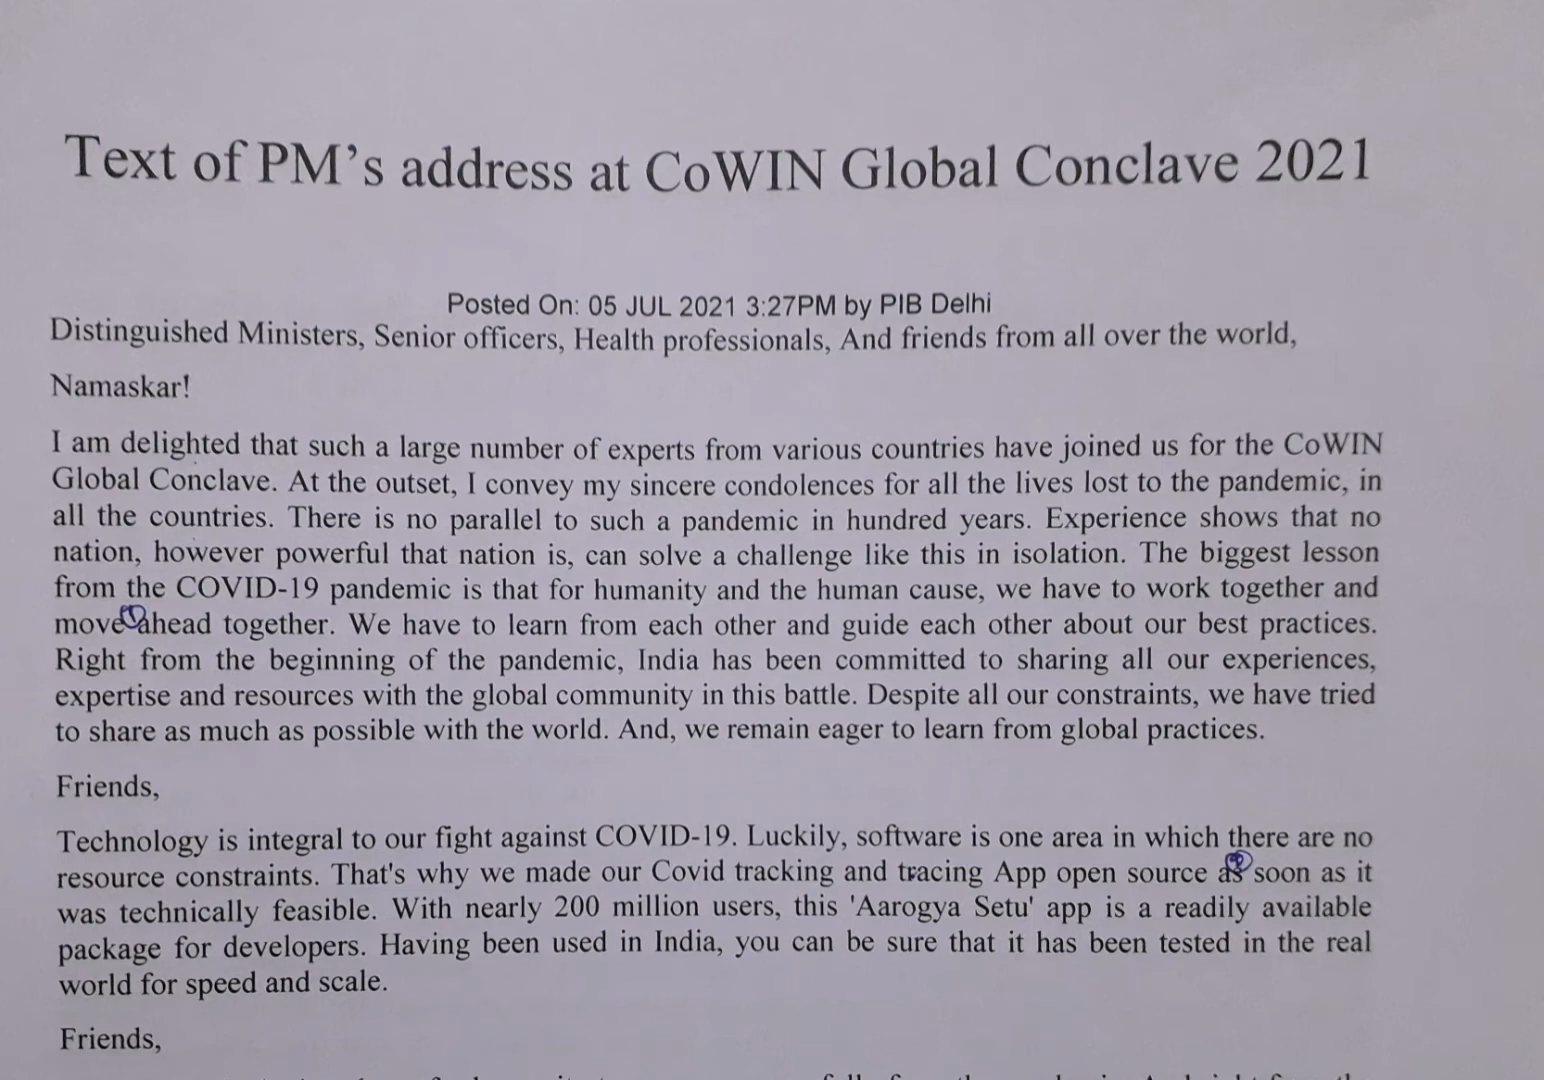 Text of PM's address at CoWIN Global Conclave 2021
Posted On: 05 JUL 2021 3:27PM by PIB Delhi
Distinguished Ministers, Senior officers, Health professionals, And friends from all over the world,
Namaskar!
I am delighted that such a large number of experts from various countries have joined us for the CoWIN
Global Conclave. At the outset, I convey my sincere condolences for all the lives lost to the pandemic, in
all the countries. There is no parallel to such a pandemic in hundred years. Experience shows that no
nation, however powerful that nation is, can solve a challenge like this in isolation. The biggest lesson
from the COVID-19 pandemic is that for humanity and the human cause, we have to work together and
move ahead together. We have to learn from each other and guide each other about our best practices.
Right from the beginning of the pandemic, India has been committed to sharing all our experiences,
expertise and resources with the global community in this battle. Despite all our constraints, we have tried
to share as much as possible with the world. And, we remain eager to learn from global practices.
Friends,
Technology is integral to our fight against COVID-19. Luckily, software is one area in which there are no
resource constraints. That's why we made our Covid tracking and tracing App open source as soon as it
was technically feasible. With nearly 200 million users, this 'Aarogya Setu' app is a readily available
package for developers. Having been used in India, you can be sure that it has been tested in the real
world for speed and scale.
Friends,